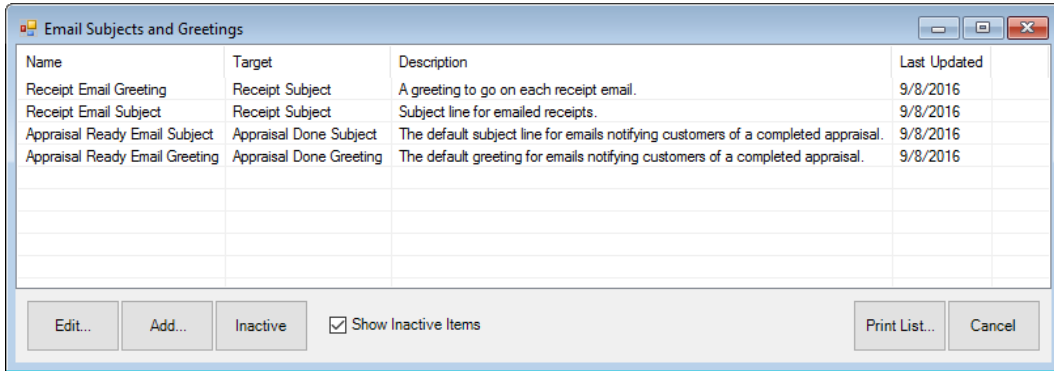 Email Subjects and Greetings
Name Target Description Last Updated
Receipt Email Greeting Receipt Subject A greeting to go on each receipt email. 9/8/2016
Receipt Email Subject Receipt Subject Subject line for emailed receipts. 9/8/2016
Appraisal Ready Email Subject Appraisal Done Subject The default subject line for emails notifying customers of a completed appraisal. 9/8/2016
Appraisal Ready Email Greeting Appraisal Done Greeting The default greeting for emails notifying customers of a completed appraisal. 9/8/2016
Edit... Add... Inactive Show Inactive Items Print List... Cancel